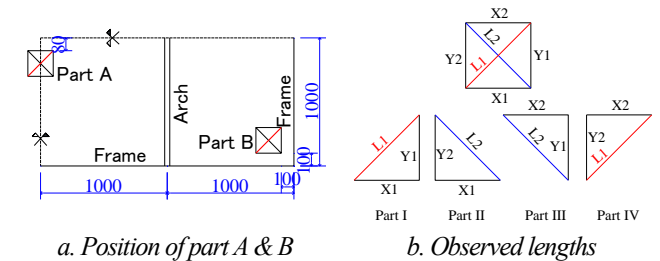 80
Part A
Arch
Frame
Part B
Frame
1000
100
100
1000
1000
X2
L2
Y2
Y1
L1
X1
L1
Y1
X1
Part I
Y2
L2
X1
Part II
X2
L2
Y1
Part III
X2
Y2
L1
Part IV
a. Position of part A & B
b. Observed lengths